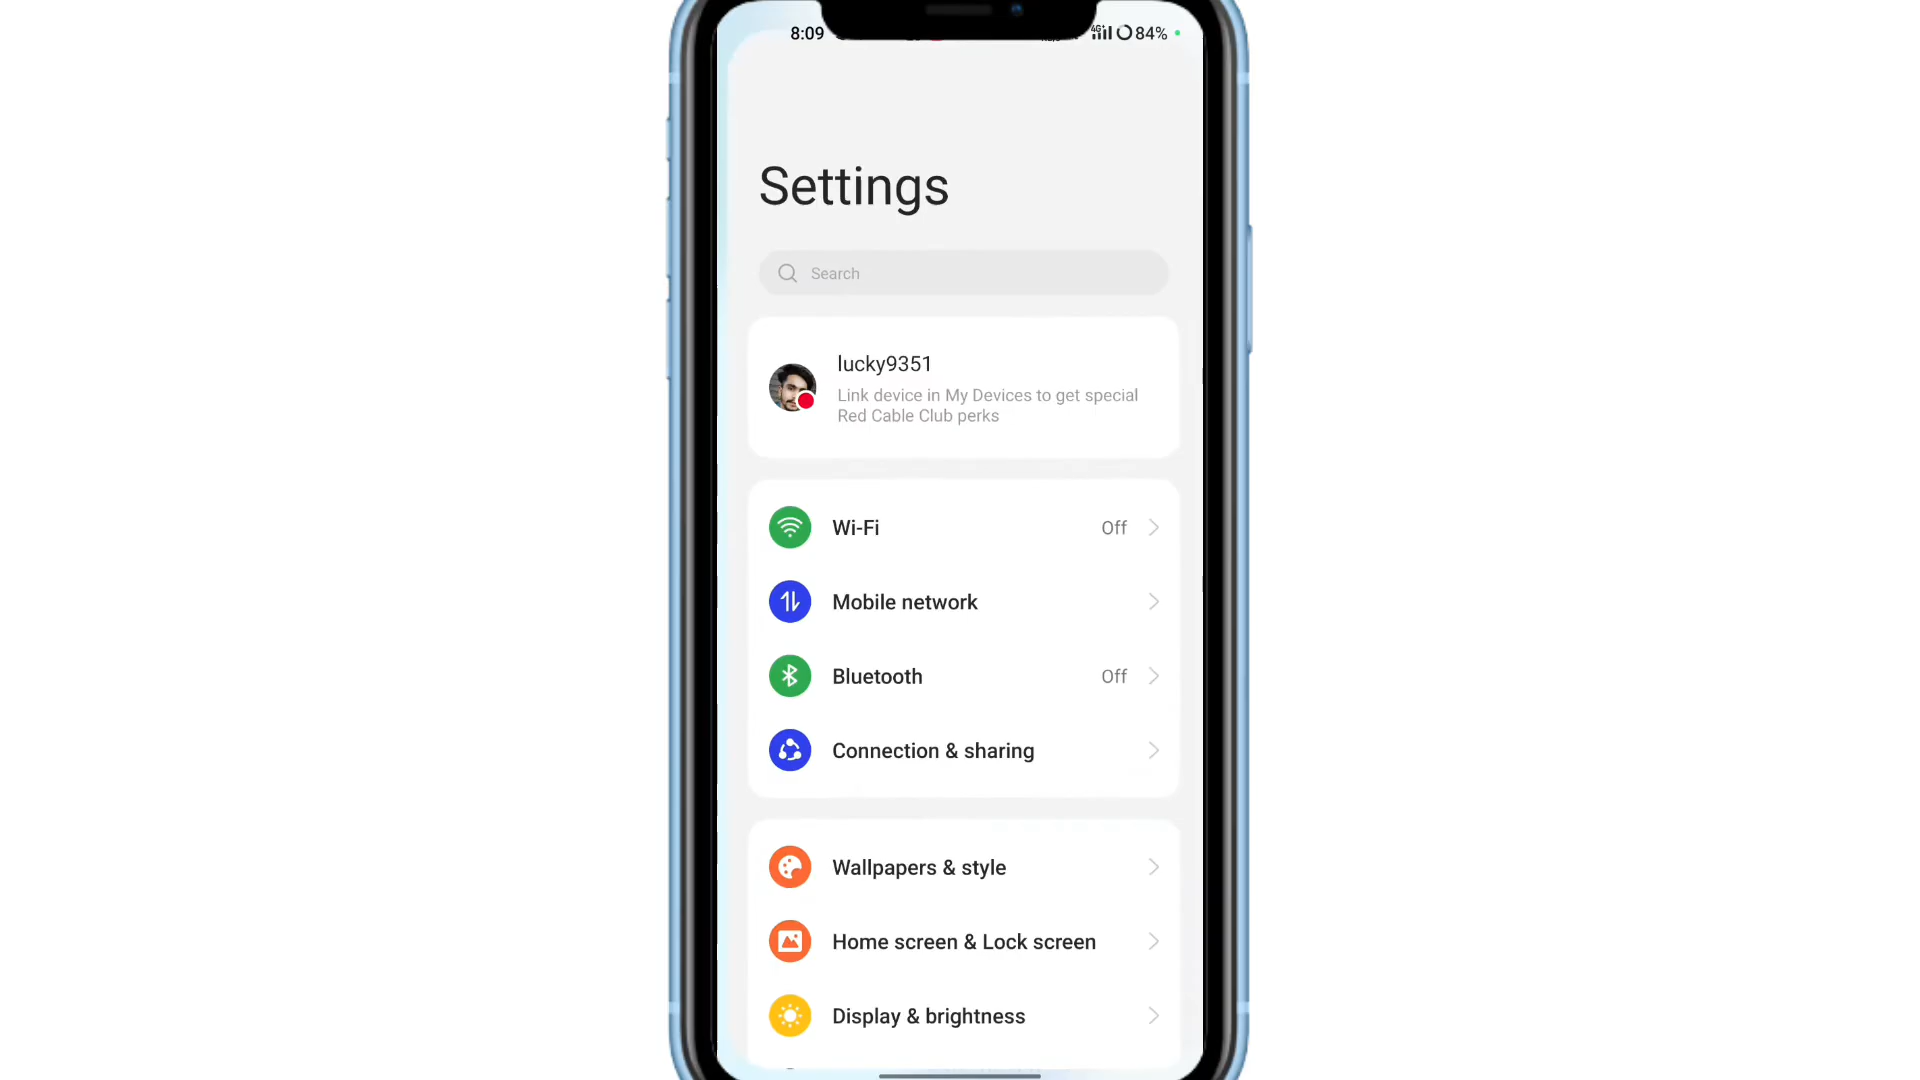 8:09 4G+ 84%
Settings
Search
lucky9351
Link device in My Devices to get special
Red Cable Club perks
Wi-Fi Off
Mobile network
Bluetooth Off
Connection & sharing
Wallpapers & style
Home screen & Lock screen
Display & brightness